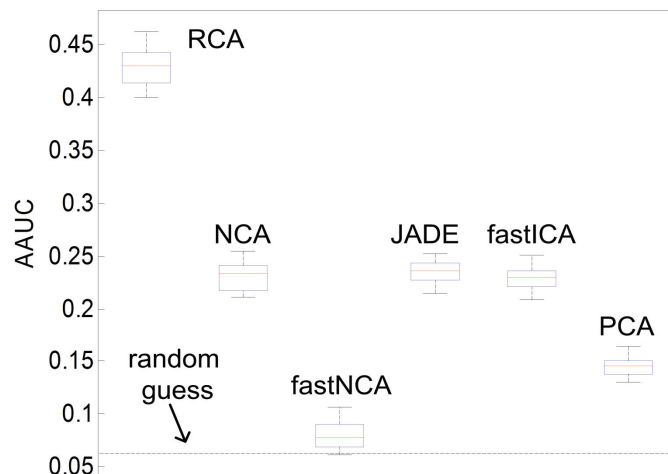 0.45
RCA
0.4
0.35
0.3
AAUC
NCA
JADE
fastICA
0.25
0.2
PCA
0.15
random
guess
fastNCA
0.1
0.05